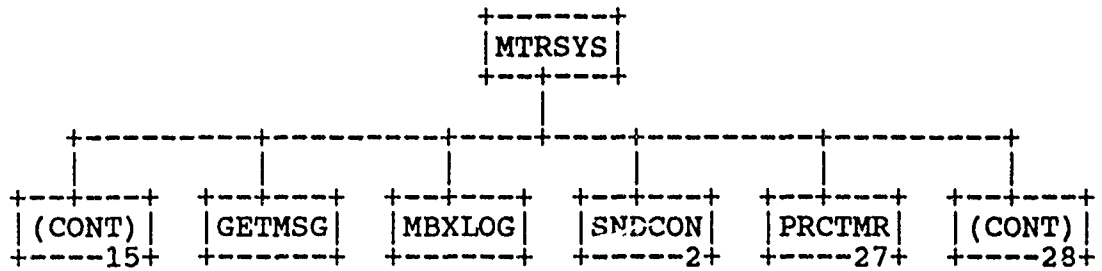 MTRSYS
(CONT) GETMSG MBXLOG SNDCON PRCTMR (CONT)
15 2 27 28